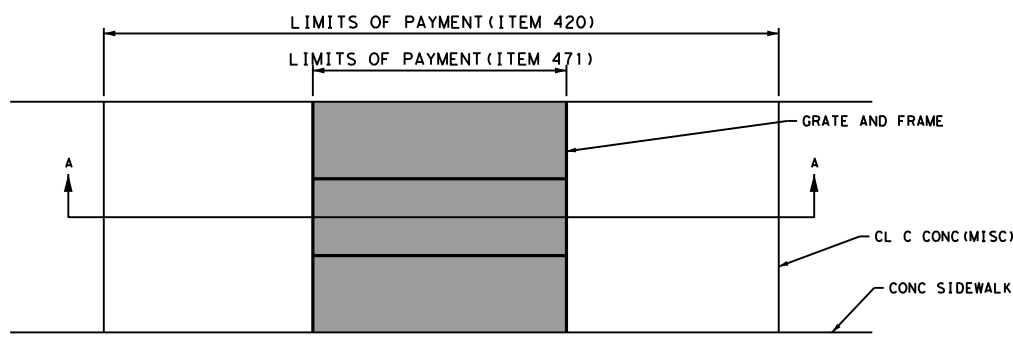 LIMITS OF PAYMENT(ITEM 420)
LIMITS OF PAYMENT(ITEM 471)
GRATE AND FRAME
A
A
CL C CONC(MISC)
CONC SIDEWALK